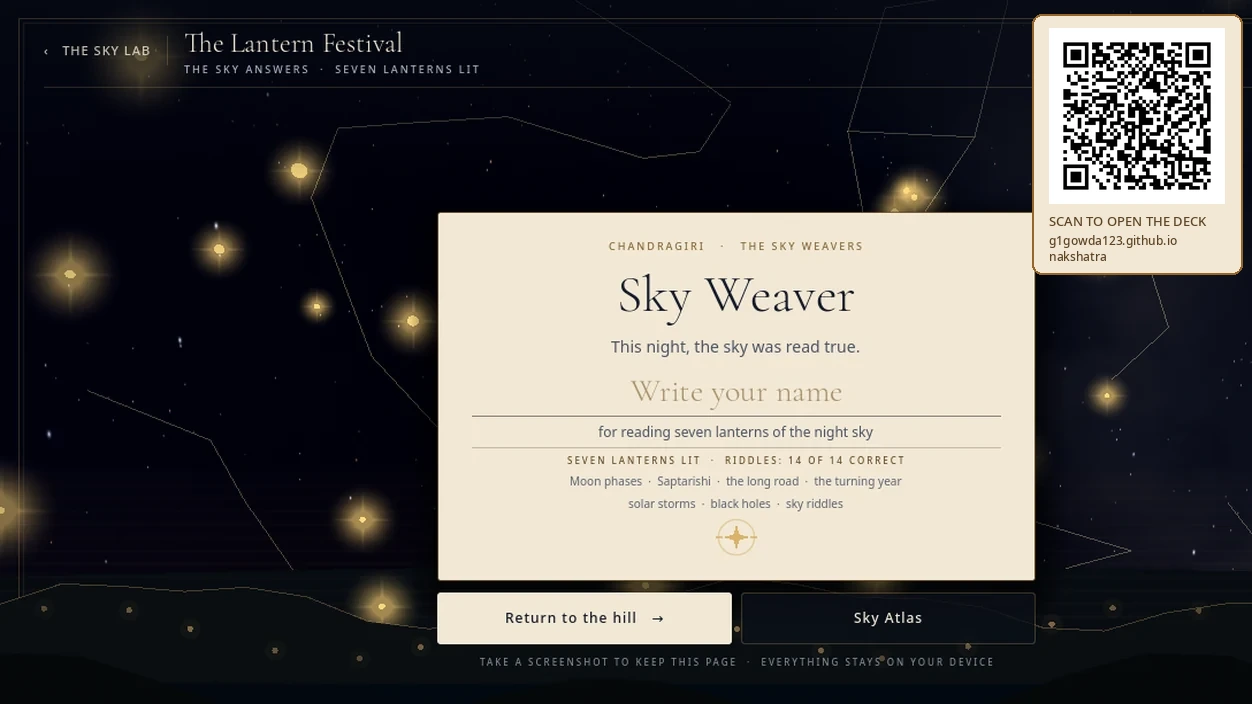 ‹ THE SKY LAB
The Lantern Festival
THE SKY ANSWERS · SEVEN LANTERNS LIT
SCAN TO OPEN THE DECK
g1gowda123.github.io
nakshatra
CHANDRAGIRI · THE SKY WEAVERS
Sky Weaver
This night, the sky was read true.
Write your name
for reading seven lanterns of the night sky
SEVEN LANTERNS LIT · RIDDLES: 14 OF 14 CORRECT
Moon phases · Saptarishi · the long road · the turning year
solar storms · black holes · sky riddles
Return to the hill →
Sky Atlas
TAKE A SCREENSHOT TO KEEP THIS PAGE · EVERYTHING STAYS ON YOUR DEVICE